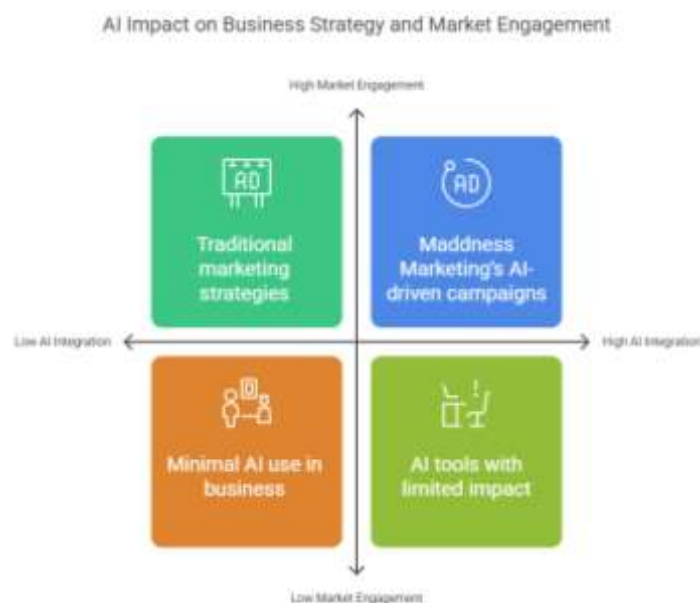 AI Impact on Business Strategy and Market Engagement
High Market Engagement
AD
Traditional
marketing
strategies
AD
Maddness
Marketing's AI-
driven campaigns
Low AI Integration
High AI Integration
Minimal AI use in
business
AI tools with
limited impact
Low Market Engagement